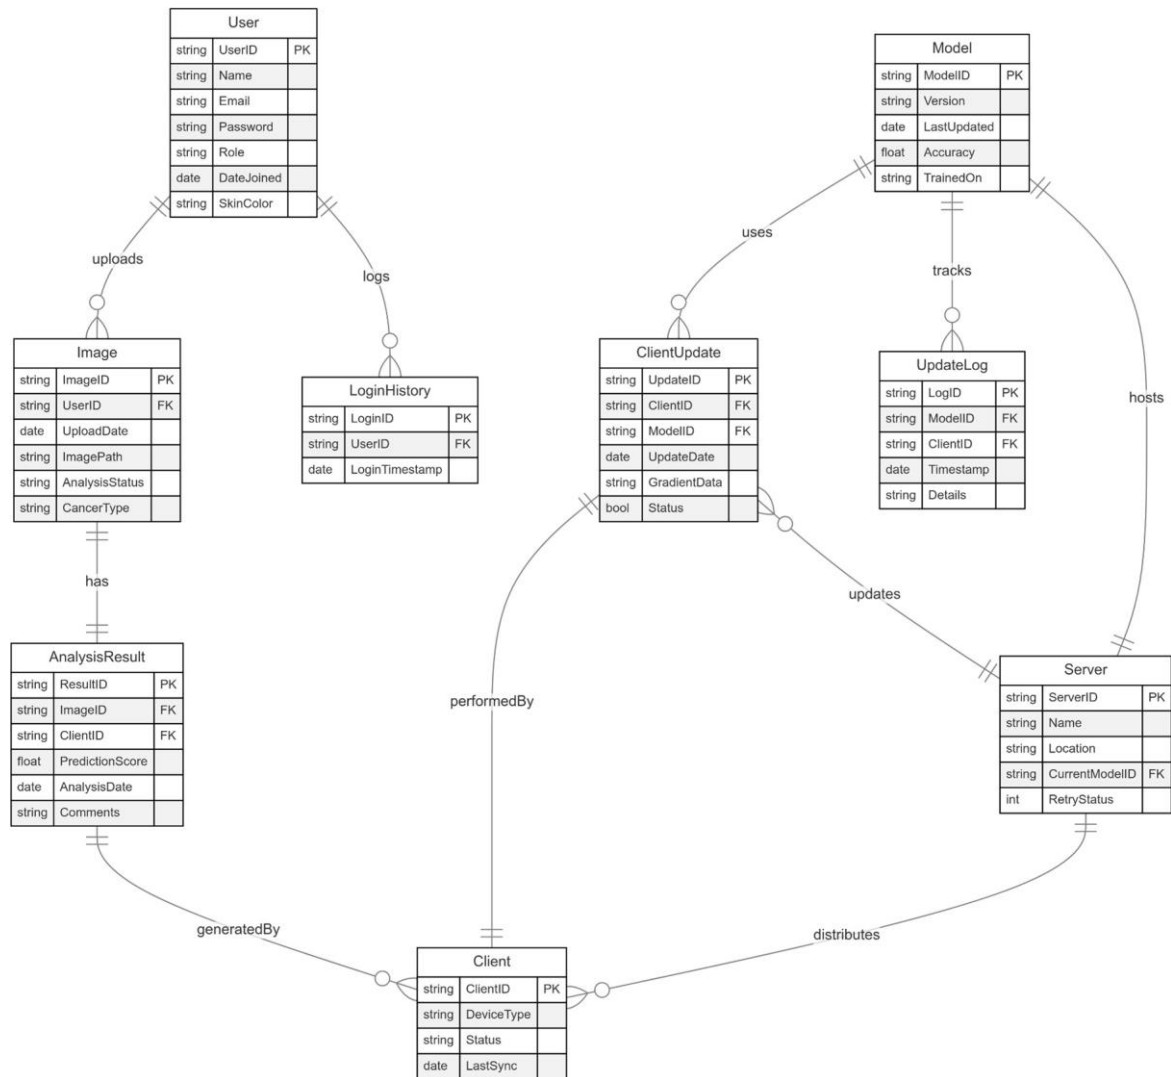 User
string UserID PK
string Name
string Email
string Password
string Role
date DateJoined
string SkinColor
Model
string ModelID PK
string Version
date LastUpdated
float Accuracy
string TrainedOn
uploads
logs
uses
tracks
hosts
Image
string ImageID PK
string UserID FK
date UploadDate
string ImagePath
string AnalysisStatus
string CancerType
LoginHistory
string LoginID PK
string UserID FK
date LoginTimestamp
ClientUpdate
string UpdateID PK
string ClientID FK
string ModelID FK
date UpdateDate
string GradientData
bool Status
UpdateLog
string LogID PK
string ModelID FK
string ClientID FK
date Timestamp
string Details
has
updates
performedBy
AnalysisResult
string ResultID PK
string ImageID FK
string ClientID FK
float PredictionScore
date AnalysisDate
string Comments
Server
string ServerID PK
string Name
string Location
string CurrentModelID FK
int RetryStatus
generatedBy
distributes
Client
string ClientID PK
string DeviceType
string Status
date LastSync